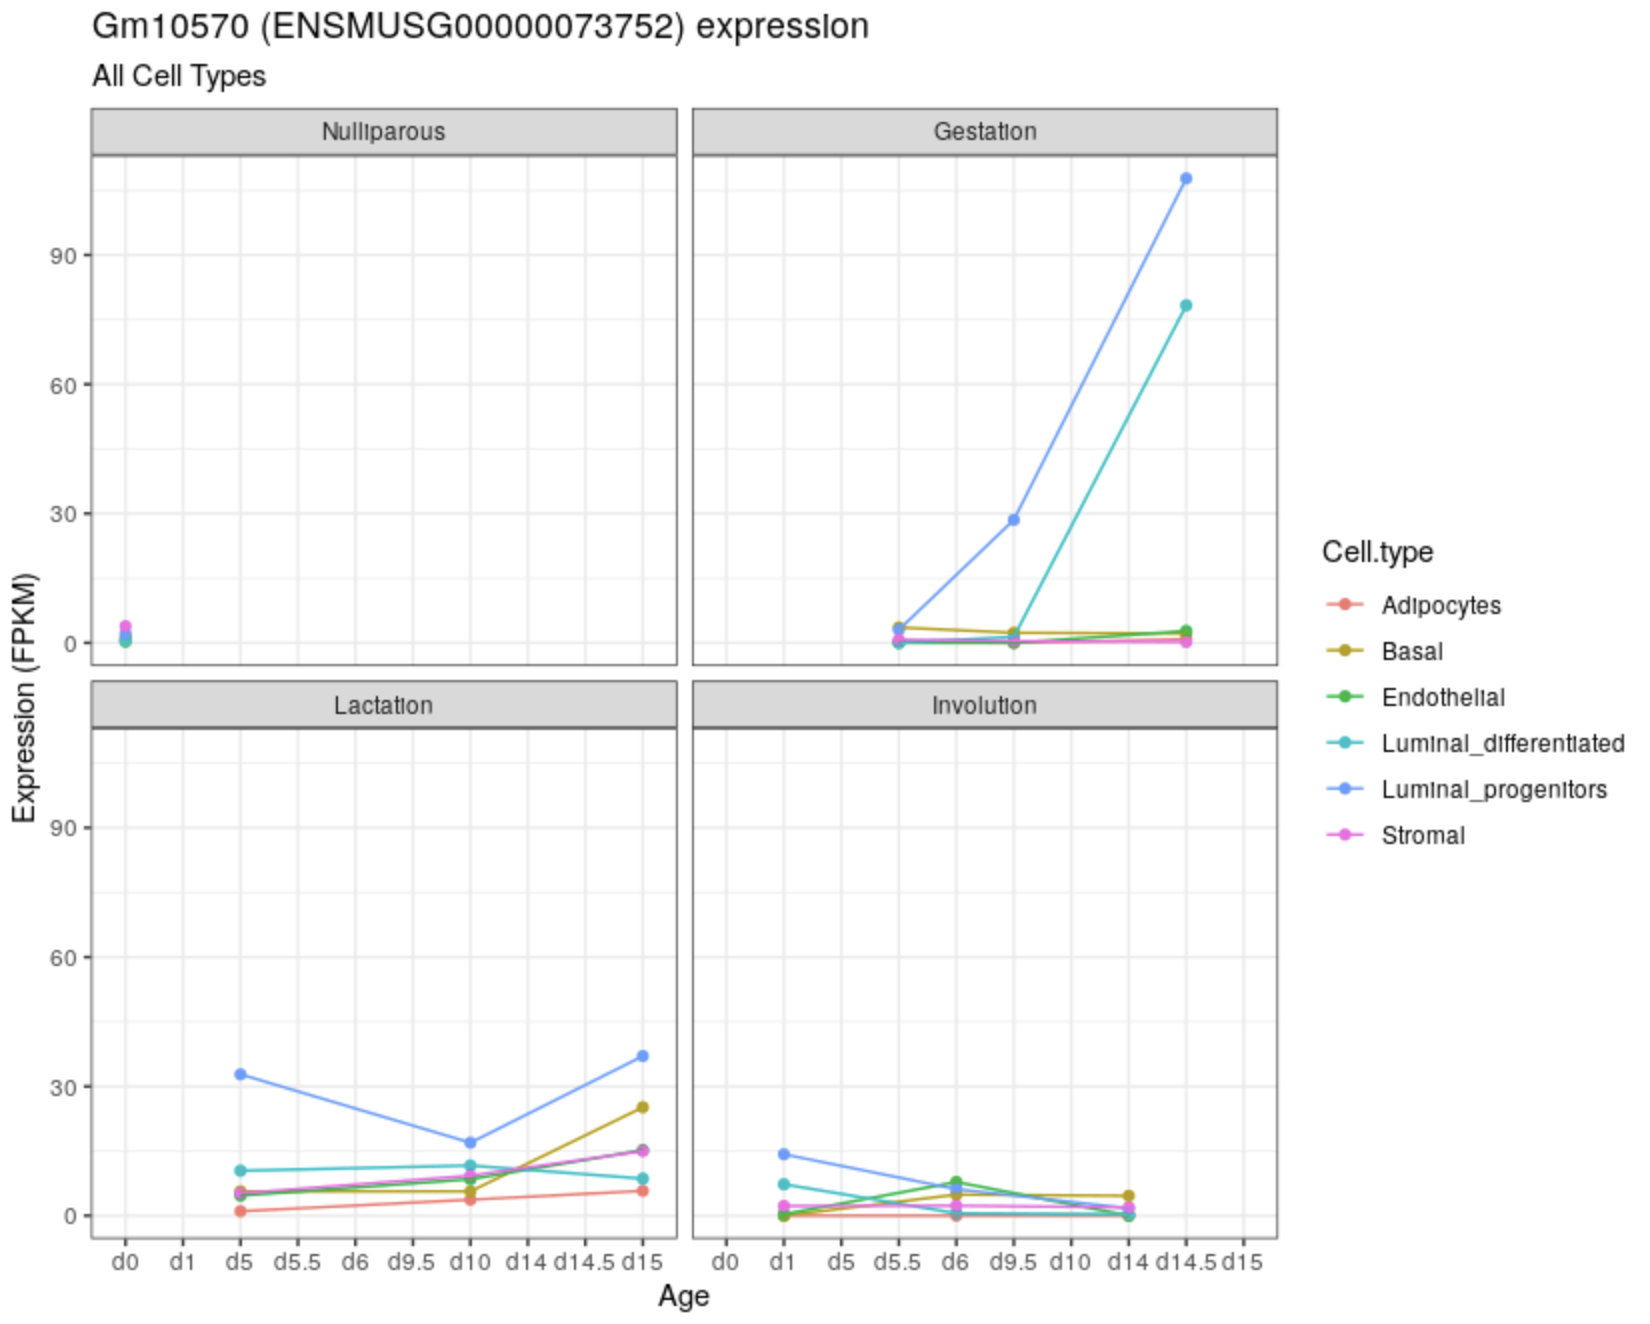 Gm10570 (ENSMUSG00000073752) expression
All Cell Types
Nulliparous
Gestation
90
60
30
0
Lactation
Involution
90
60
30
0
d0 d1 d5 d5.5 d6 d9.5 d10 d14 d14.5 d15
d0 d1 d5 d5.5 d6 d9.5 d10 d14 d14.5 d15
Age
Expression (FPKM)
Cell.type
Adipocytes
Basal
Endothelial
Luminal_differentiated
Luminal_progenitors
Stromal